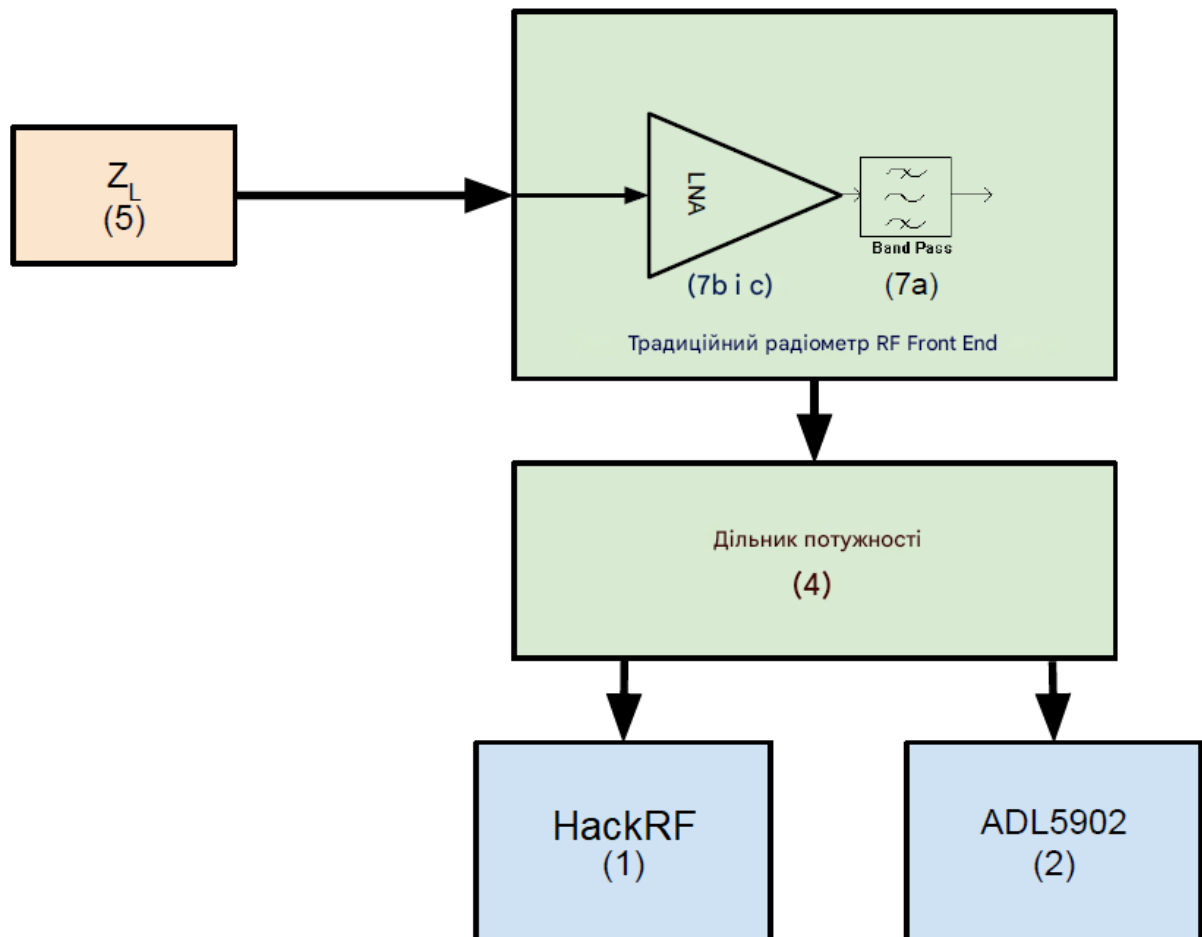 Z_L
(5)
LNA
Band Pass
(7b і с)
(7a)
Традиційний радіометр RF Front End
Дільник потужності
(4)
HackRF
(1)
ADL5902
(2)